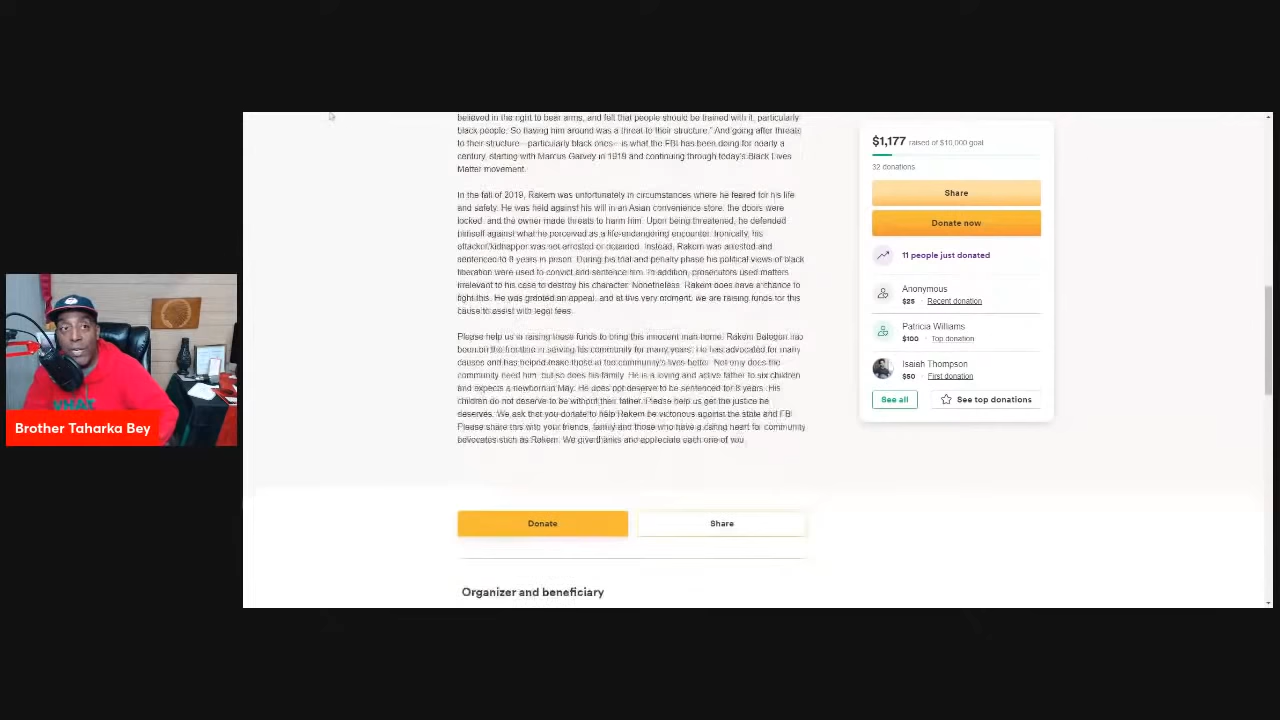 believed in the right to bear arms, and felt that people should be trained with it, particularly
black people. So having him around was a threat to their structure." And going after threats
to their structure—particularly black ones—is what the FBI has been doing for nearly a
century, starting with Marcus Garvey in 1919 and continuing through today's Black Lives
Matter movement.
In the fall of 2019, Rakem was unfortunately in circumstances where he feared for his life
and safety. He was held against his will in an Asian convenience store, the doors were
locked, and the owner made threats to harm him. Upon being threatened, he defended
himself against what he perceived as a life-endangering encounter. Ironically, his
attacker/kidnapper was not arrested or detained. Instead, Rakem was arrested and
sentenced to 8 years in prison. During his trial and penalty phase his political views of black
liberation were used to convict and sentence him. In addition, prosecutors used matters
irrelevant to his case to destroy his character. Nonetheless, Rakem does have a chance to
fight this. He was granted an appeal, and at this very moment, we are raising funds for this
cause to assist with legal fees.
Please help us in raising these funds to bring this innocent man home. Rakem Balogun has
been on the frontline in serving his community for many years. He has advocated for many
causes and has helped make those in the community's lives better. Not only does the
community need him, but so does his family. He is a loving and active father to six children
and expects a newborn in May. He does not deserve to be sentenced for 8 years. His
children do not deserve to be without their father. Please help us get the justice he
deserves. We ask that you donate to help Rakem be victorious against the state and FBI
Please share this with your friends, family and those who have a caring heart for community
advocates such as Rakem. We give thanks and appreciate each one of you
Donate
Share
Organizer and beneficiary
$1,177 raised of $10,000 goal
32 donations
Share
Donate now
11 people just donated
Anonymous
$25 · Recent donation
Patricia Williams
$100 · Top donation
Isaiah Thompson
$50 · First donation
See all
See top donations
Brother Taharka Bey